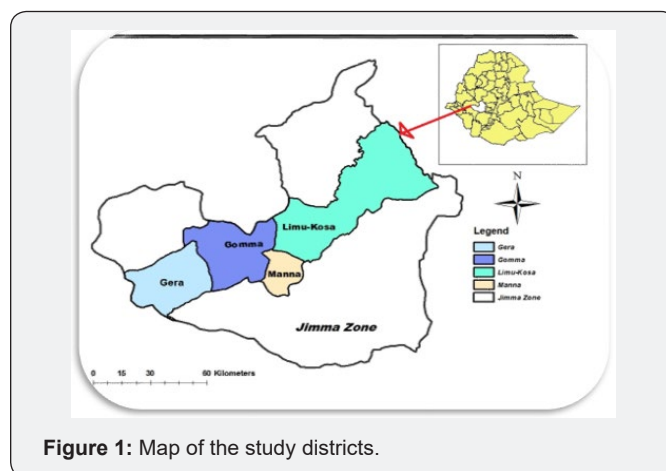 N
Limu-Kosa
Gomma
Manna
Gera
Jimma Zone
Legend
Gera
Gomma
Limu-Kosa
Manna
Jimma Zone
0 15 30 60 Kilometers
Figure 1: Map of the study districts.